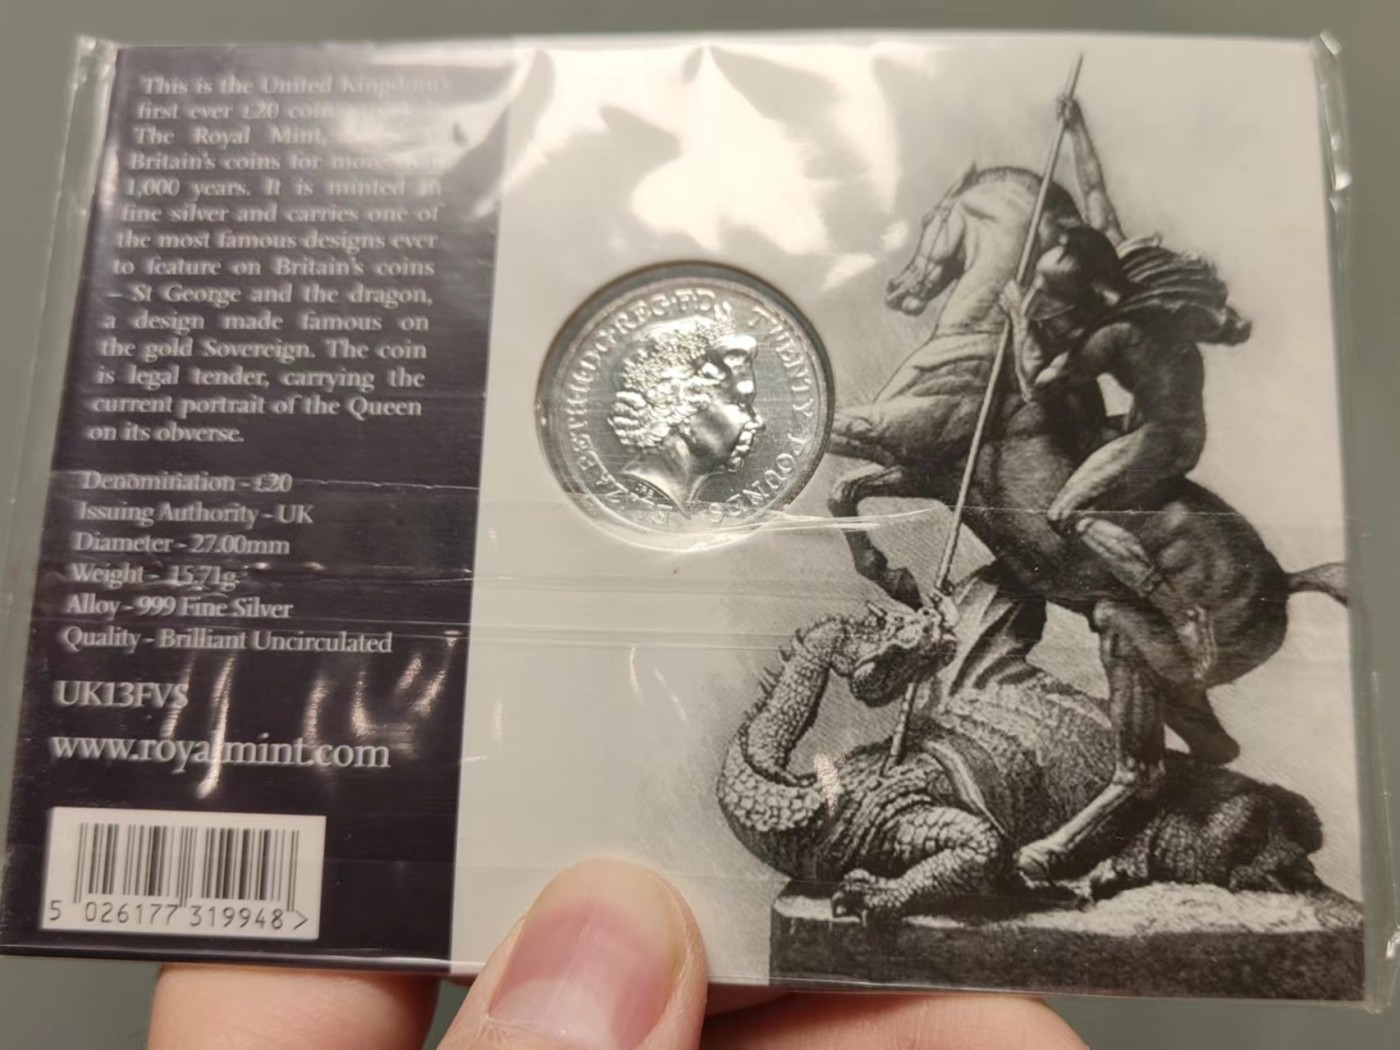 This is the United Kingdom's
first ever £20 coin
The Royal Mint,
Britain's coins for more
1,000 years. It is minted in
fine silver and carries one of
the most famous designs ever
to feature on Britain's coins
– St George and the dragon,
a design made famous on
the gold Sovereign. The coin
is legal tender, carrying the
current portrait of the Queen
on its obverse.
Denomination - £20
Issuing Authority - UK
Diameter - 27.00mm
Weight - 15.71g
Alloy - 999 Fine Silver
Quality - Brilliant Uncirculated
UK13FVS
www.royalmint.com
5 026177 319948 >
ELIZABETH II D G REG F D TWENTY POUNDS